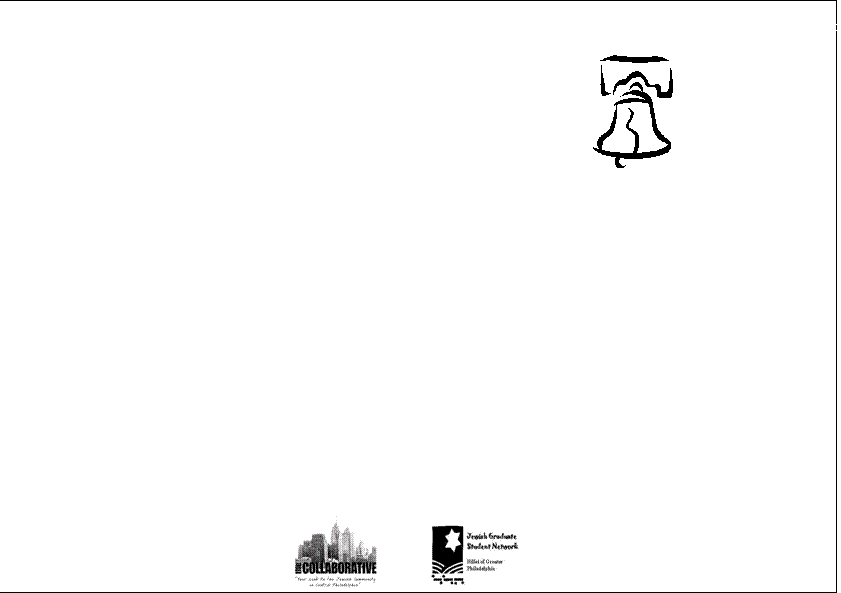 THE COLLABORATIVE
"Your Link to the Jewish Community
in Center Philadelphia"
Jewish Graduate
Student Network
Hillel of Greater
Philadelphia